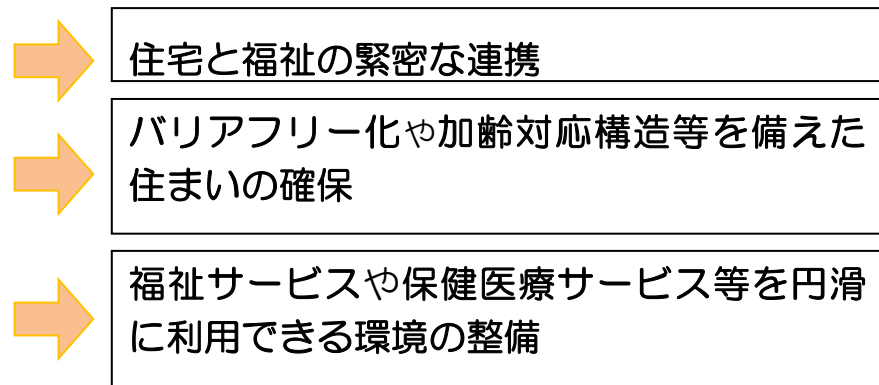 住宅と福祉の緊密な連携
バリアフリー化や加齢対応構造等を備えた
住まいの確保
福祉サービスや保健医療サービス等を円滑
に利用できる環境の整備